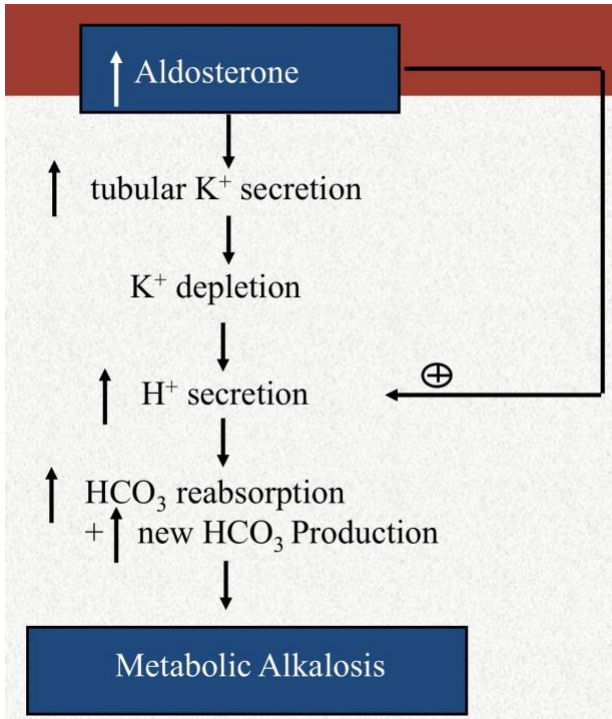 ↑ Aldosterone
↑ tubular K⁺ secretion
K⁺ depletion
↑ H⁺ secretion
⊕
↑ HCO₃ reabsorption
+ ↑ new HCO₃ Production
Metabolic Alkalosis